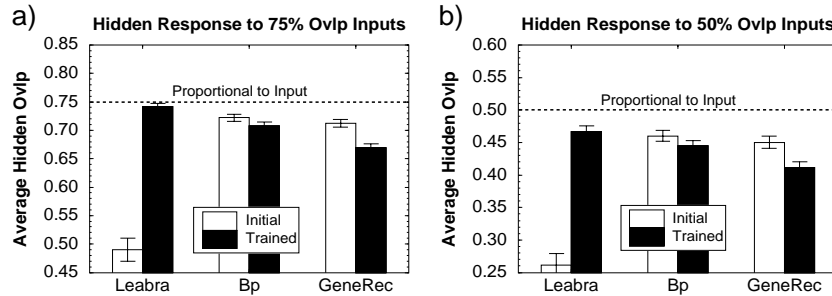 a)
Hidden Response to 75% Ovlp Inputs
Average Hidden Ovlp
0.85
0.80
0.75
0.70
0.65
0.60
0.55
0.50
0.45
Proportional to Input
Initial
Trained
Leabra Bp GeneRec
b)
Hidden Response to 50% Ovlp Inputs
Average Hidden Ovlp
0.60
0.55
0.50
0.45
0.40
0.35
0.30
0.25
Proportional to Input
Initial
Trained
Leabra Bp GeneRec